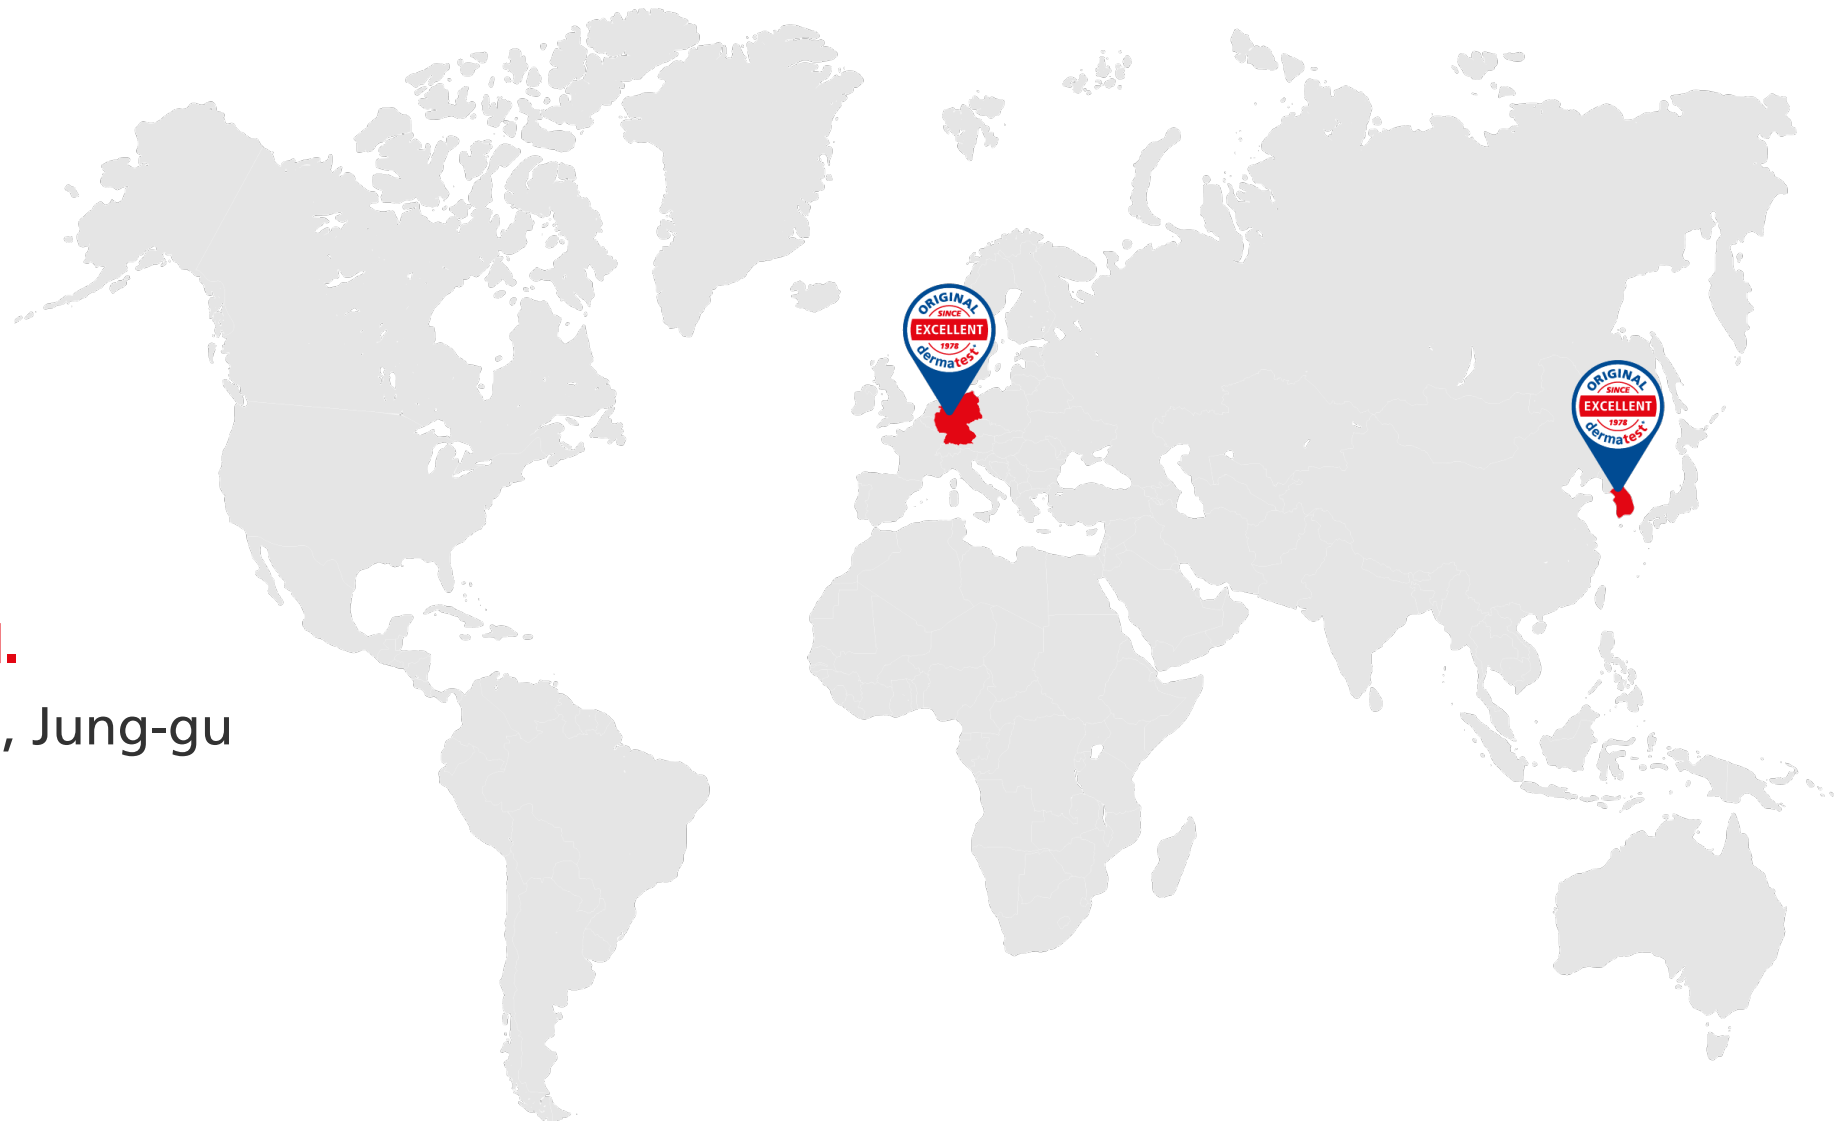 ORIGINAL
SINCE
EXCELLENT
1978
dermatest
ORIGINAL
SINCE
EXCELLENT
1978
dermatest
, Jung-gu